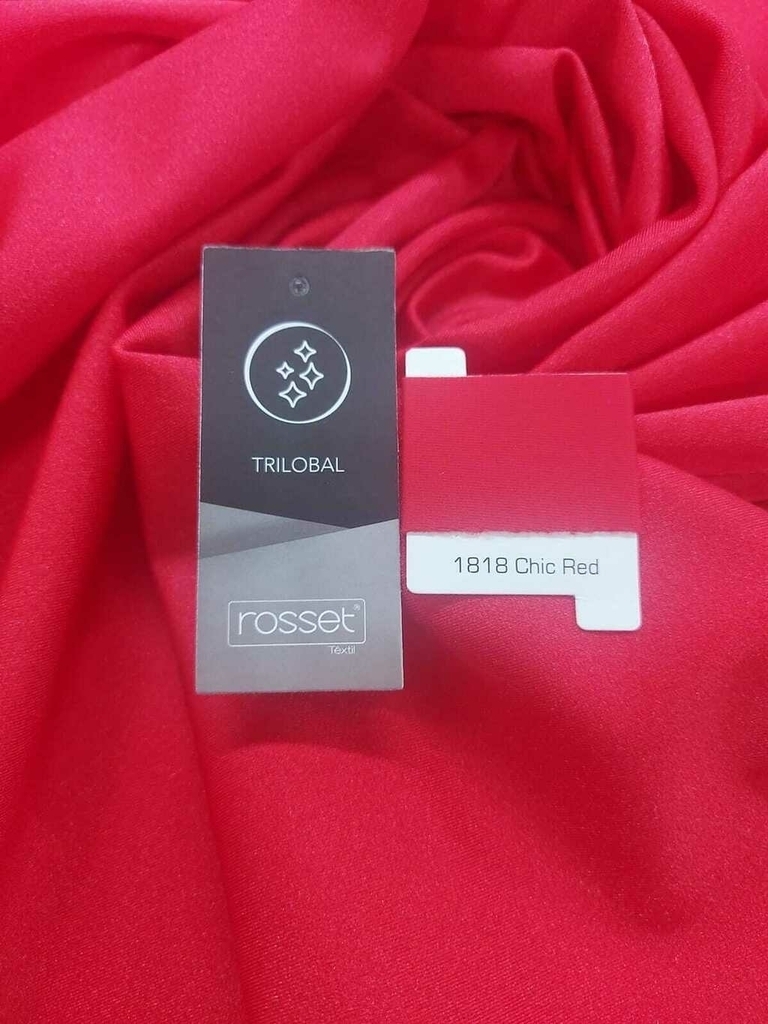 TRILOBAL
rosset®
Têxtil
1818 Chic Red